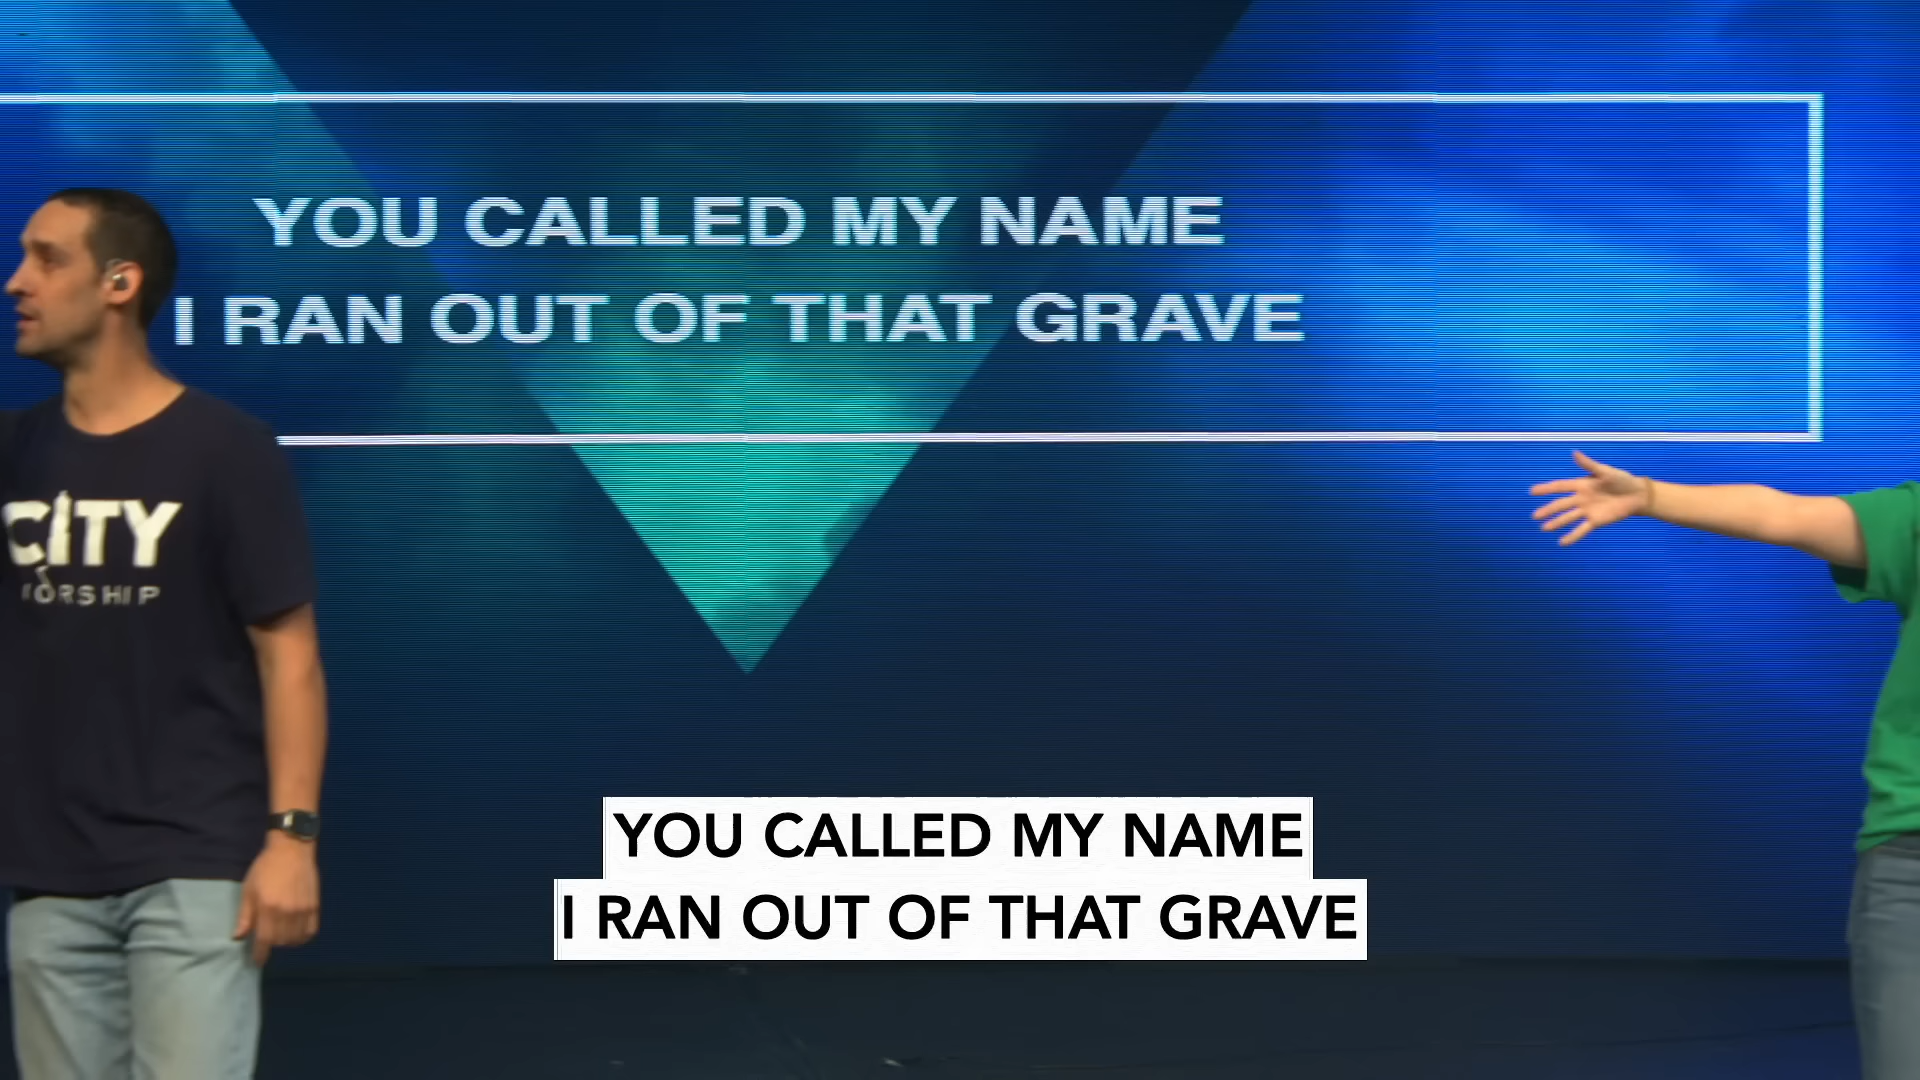 YOU CALLED MY NAME
I RAN OUT OF THAT GRAVE
CITY
YOU CALLED MY NAME
I RAN OUT OF THAT GRAVE